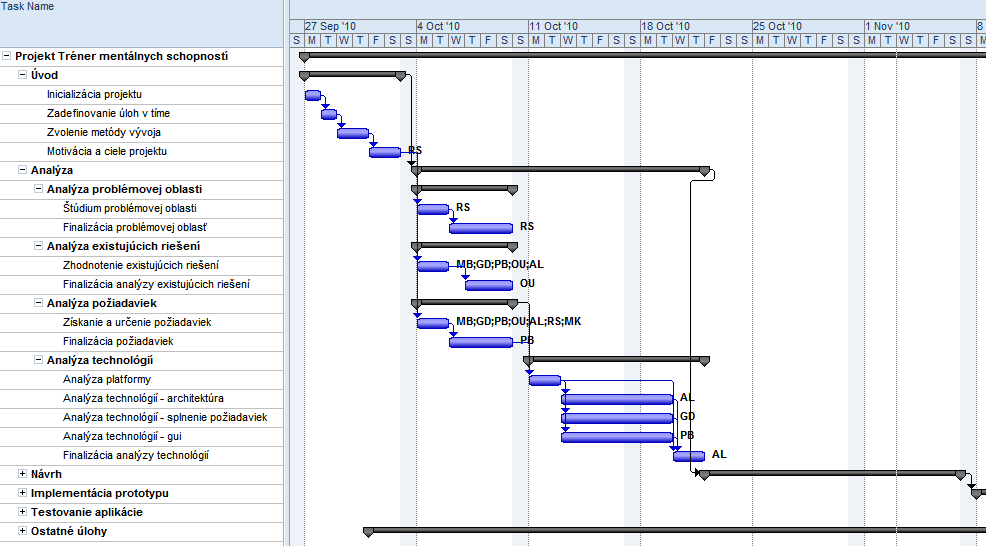 Task Name
27 Sep '10 4 Oct '10 11 Oct '10 18 Oct '10 25 Oct '10 1 Nov '10 8
S M T W T F S S M T W T F S S M T W T F S S M T W T F S S M T W T F S S M T W T F S S M
Projekt Tréner mentálnych schopností
Úvod
Inicializácia projektu
Zadefinovanie úloh v tíme
Zvolenie metódy vývoja
Motivácia a ciele projektu RS
Analýza
Analýza problémovej oblasti
Štúdium problémovej oblasti RS
Finalizácia problémovej oblasť RS
Analýza existujúcich riešení
Zhodnotenie existujúcich riešení MB;GD;PB;OU;AL
Finalizácia analýzy existujúcich riešení OU
Analýza požiadaviek
Získanie a určenie požiadaviek MB;GD;PB;OU;AL;RS;MK
Finalizácia požiadaviek PB
Analýza technológií
Analýza platformy
Analýza technológií - architektúra AL
Analýza technológií - splnenie požiadaviek GD
Analýza technológií - gui PB
Finalizácia analýzy technológií AL
Návrh
Implementácia prototypu
Testovanie aplikácie
Ostatné úlohy